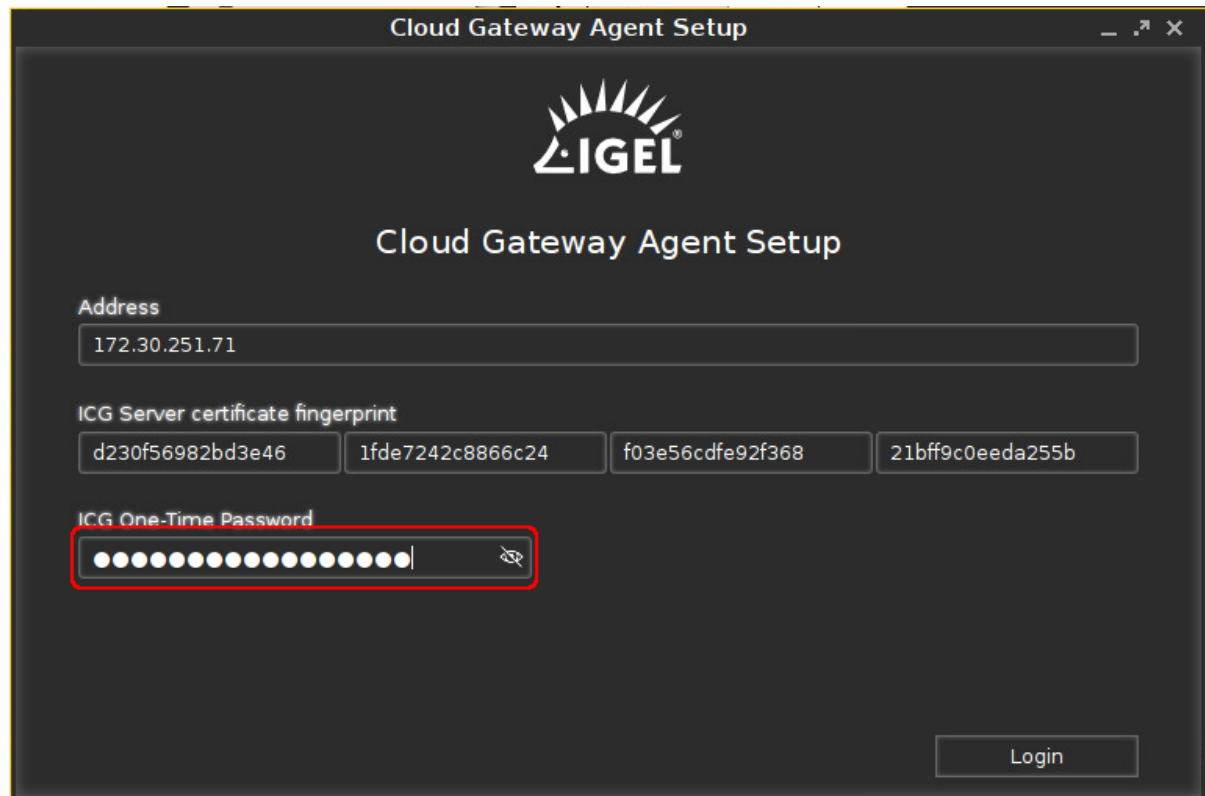 Cloud Gateway Agent Setup
IGEL®
Cloud Gateway Agent Setup
Address
172.30.251.71
ICG Server certificate fingerprint
d230f56982bd3e46 1fde7242c8866c24 f03e56cdfe92f368 21bff9c0eeda255b
ICG One-Time Password
●●●●●●●●●●●●●●●●●
Login